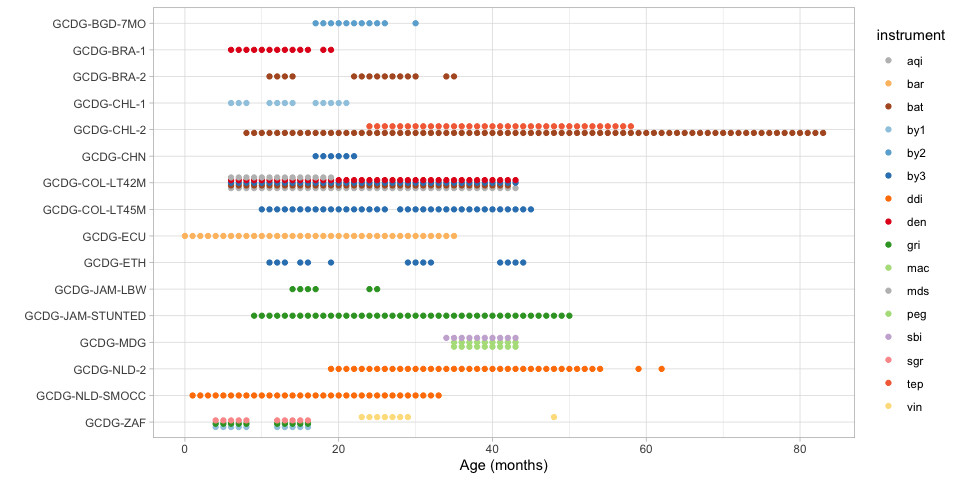 GCDG-BGD-7MO
GCDG-BRA-1
GCDG-BRA-2
GCDG-CHL-1
GCDG-CHL-2
GCDG-CHN
GCDG-COL-LT42M
GCDG-COL-LT45M
GCDG-ECU
GCDG-ETH
GCDG-JAM-LBW
GCDG-JAM-STUNTED
GCDG-MDG
GCDG-NLD-2
GCDG-NLD-SMOCC
GCDG-ZAF
0 20 40 60 80
Age (months)
instrument
aqi
bar
bat
by1
by2
by3
ddi
den
gri
mac
mds
peg
sbi
sgr
tep
vin